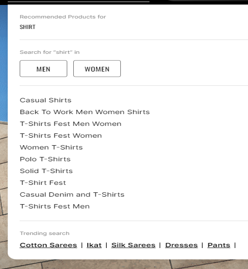 Recommended Products for
SHIRT
Search for "shirt" in
MEN WOMEN
Casual Shirts
Back To Work Men Women Shirts
T-Shirts Fest Men Women
T-Shirts Fest Women
Women T-Shirts
Polo T-Shirts
Solid T-Shirts
T-Shirt Fest
Casual Denim and T-Shirts
T-Shirts Fest Men
Trending search
Cotton Sarees | Ikat | Silk Sarees | Dresses | Pants |